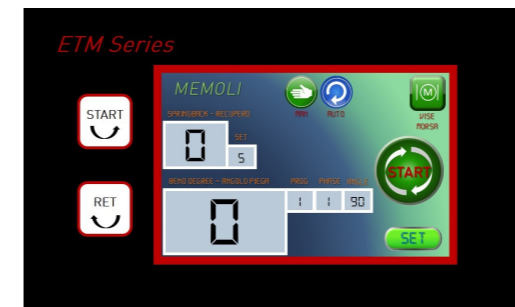 ETM Series
START
RET
MEMOLI
MAN
AUTO
VISE
MORSA
SPRINGBACK - RECUPERO
SET
0
5
BEND DEGREE - ANGOLO PIEGA
PROG
PHASE
ANGLE
0
1
1
90
START
SET